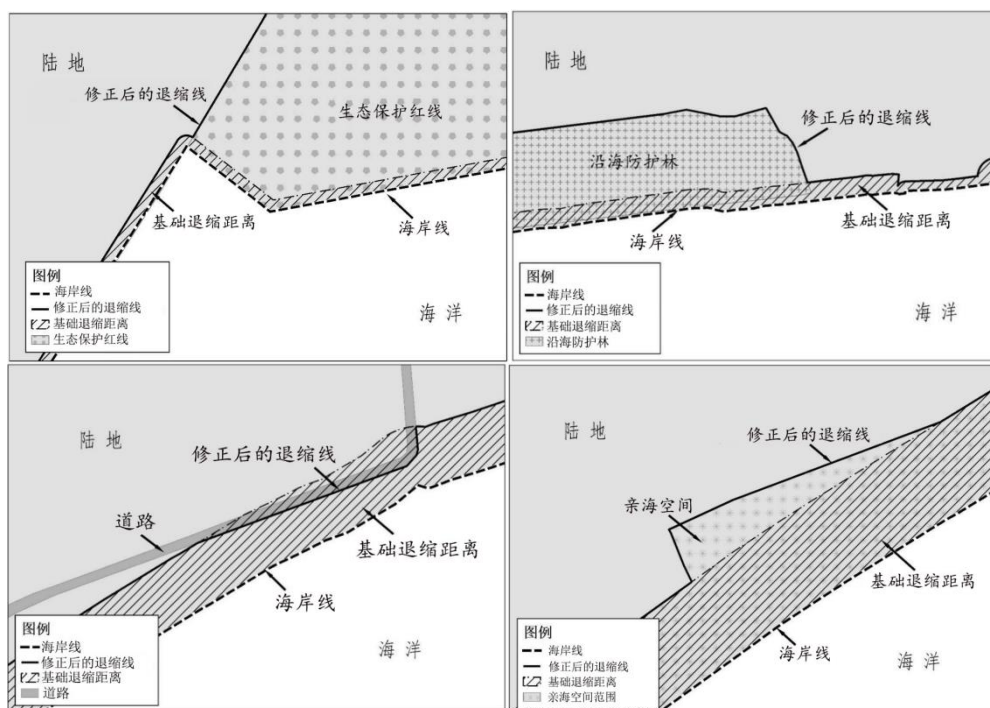 陆 地
修正后的退缩线
生态保护红线
基础退缩距离
海岸线
海 洋
图例
海岸线
修正后的退缩线
基础退缩距离
生态保护红线
陆 地
修正后的退缩线
沿海防护林
基础退缩距离
海岸线
海 洋
图例
海岸线
修正后的退缩线
基础退缩距离
沿海防护林
陆 地
修正后的退缩线
道路
基础退缩距离
海岸线
海 洋
图例
海岸线
修正后的退缩线
基础退缩距离
道路
陆 地
修正后的退缩线
亲海空间
基础退缩距离
海岸线
海 洋
图例
海岸线
修正后的退缩线
基础退缩距离
亲海空间范围